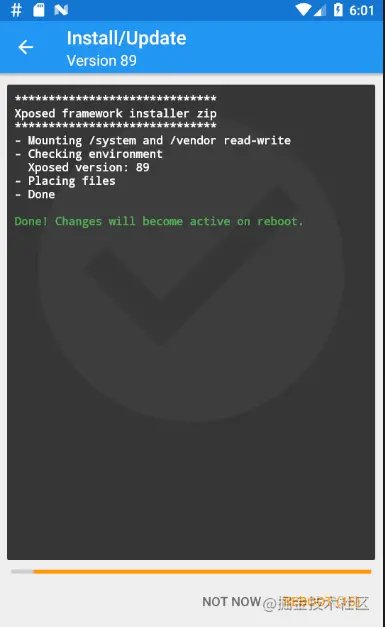 # 6:01
Install/Update
Version 89
******************************
Xposed framework installer zip
******************************
- Mounting /system and /vendor read-write
- Checking environment
  Xposed version: 89
- Placing files
- Done
Done! Changes will become active on reboot.
NOT NOW
@掘金技术社区